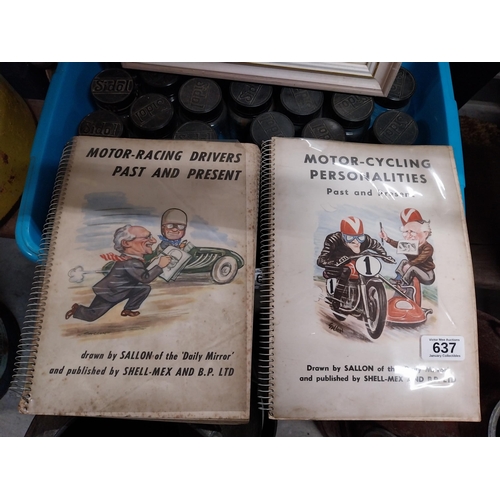 MOTOR-RACING DRIVERS
PAST AND PRESENT
drawn by SALLON of the 'Daily Mirror'
and published by SHELL-MEX AND B.P. LTD
MOTOR-CYCLING
PERSONALITIES
Past and Present
1
Drawn by SALLON of the Daily
and published by SHELL-MEX AND
637